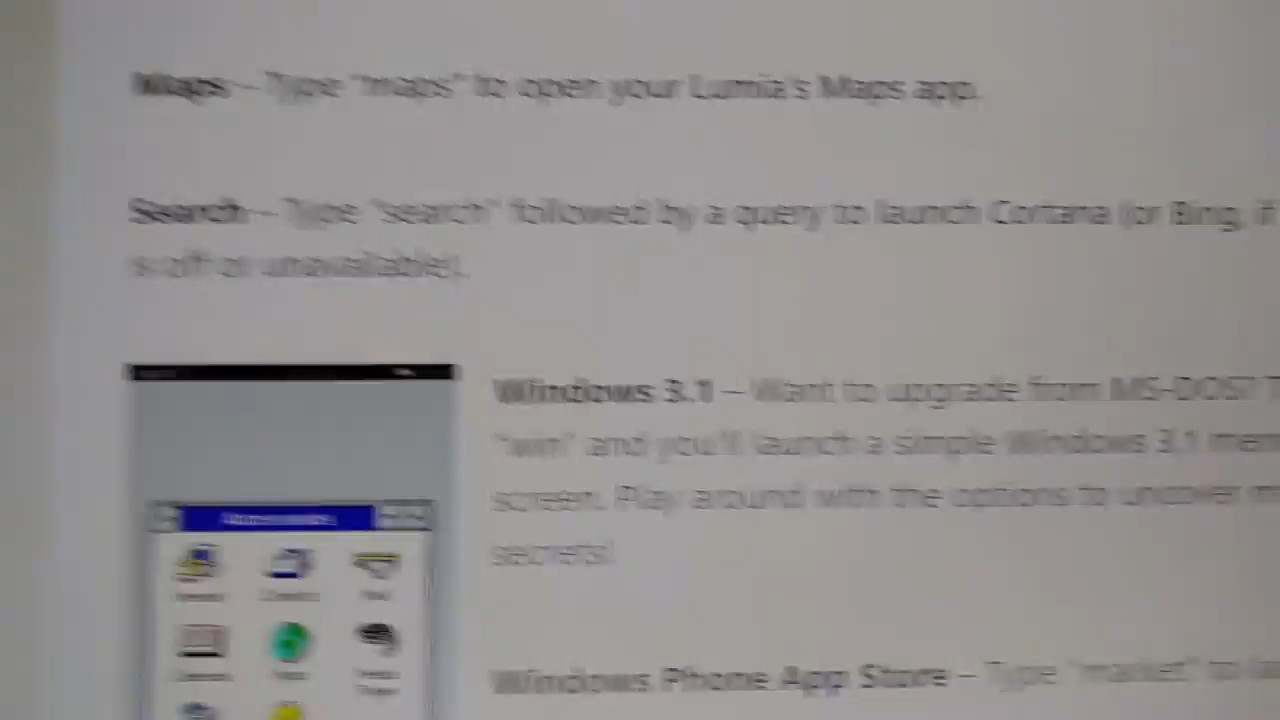 Maps – Type "maps" to open your Lumia's Maps app.
Search – Type "search" followed by a query to launch Cortana (or Bing, if
is off or unavailable).
Windows 3.1 – Want to upgrade from MS-DOS?
"win" and you'll launch a simple Windows 3.1
screen. Play around with the options to uncover
secrets!
Windows Phone App Store – Type "market" to